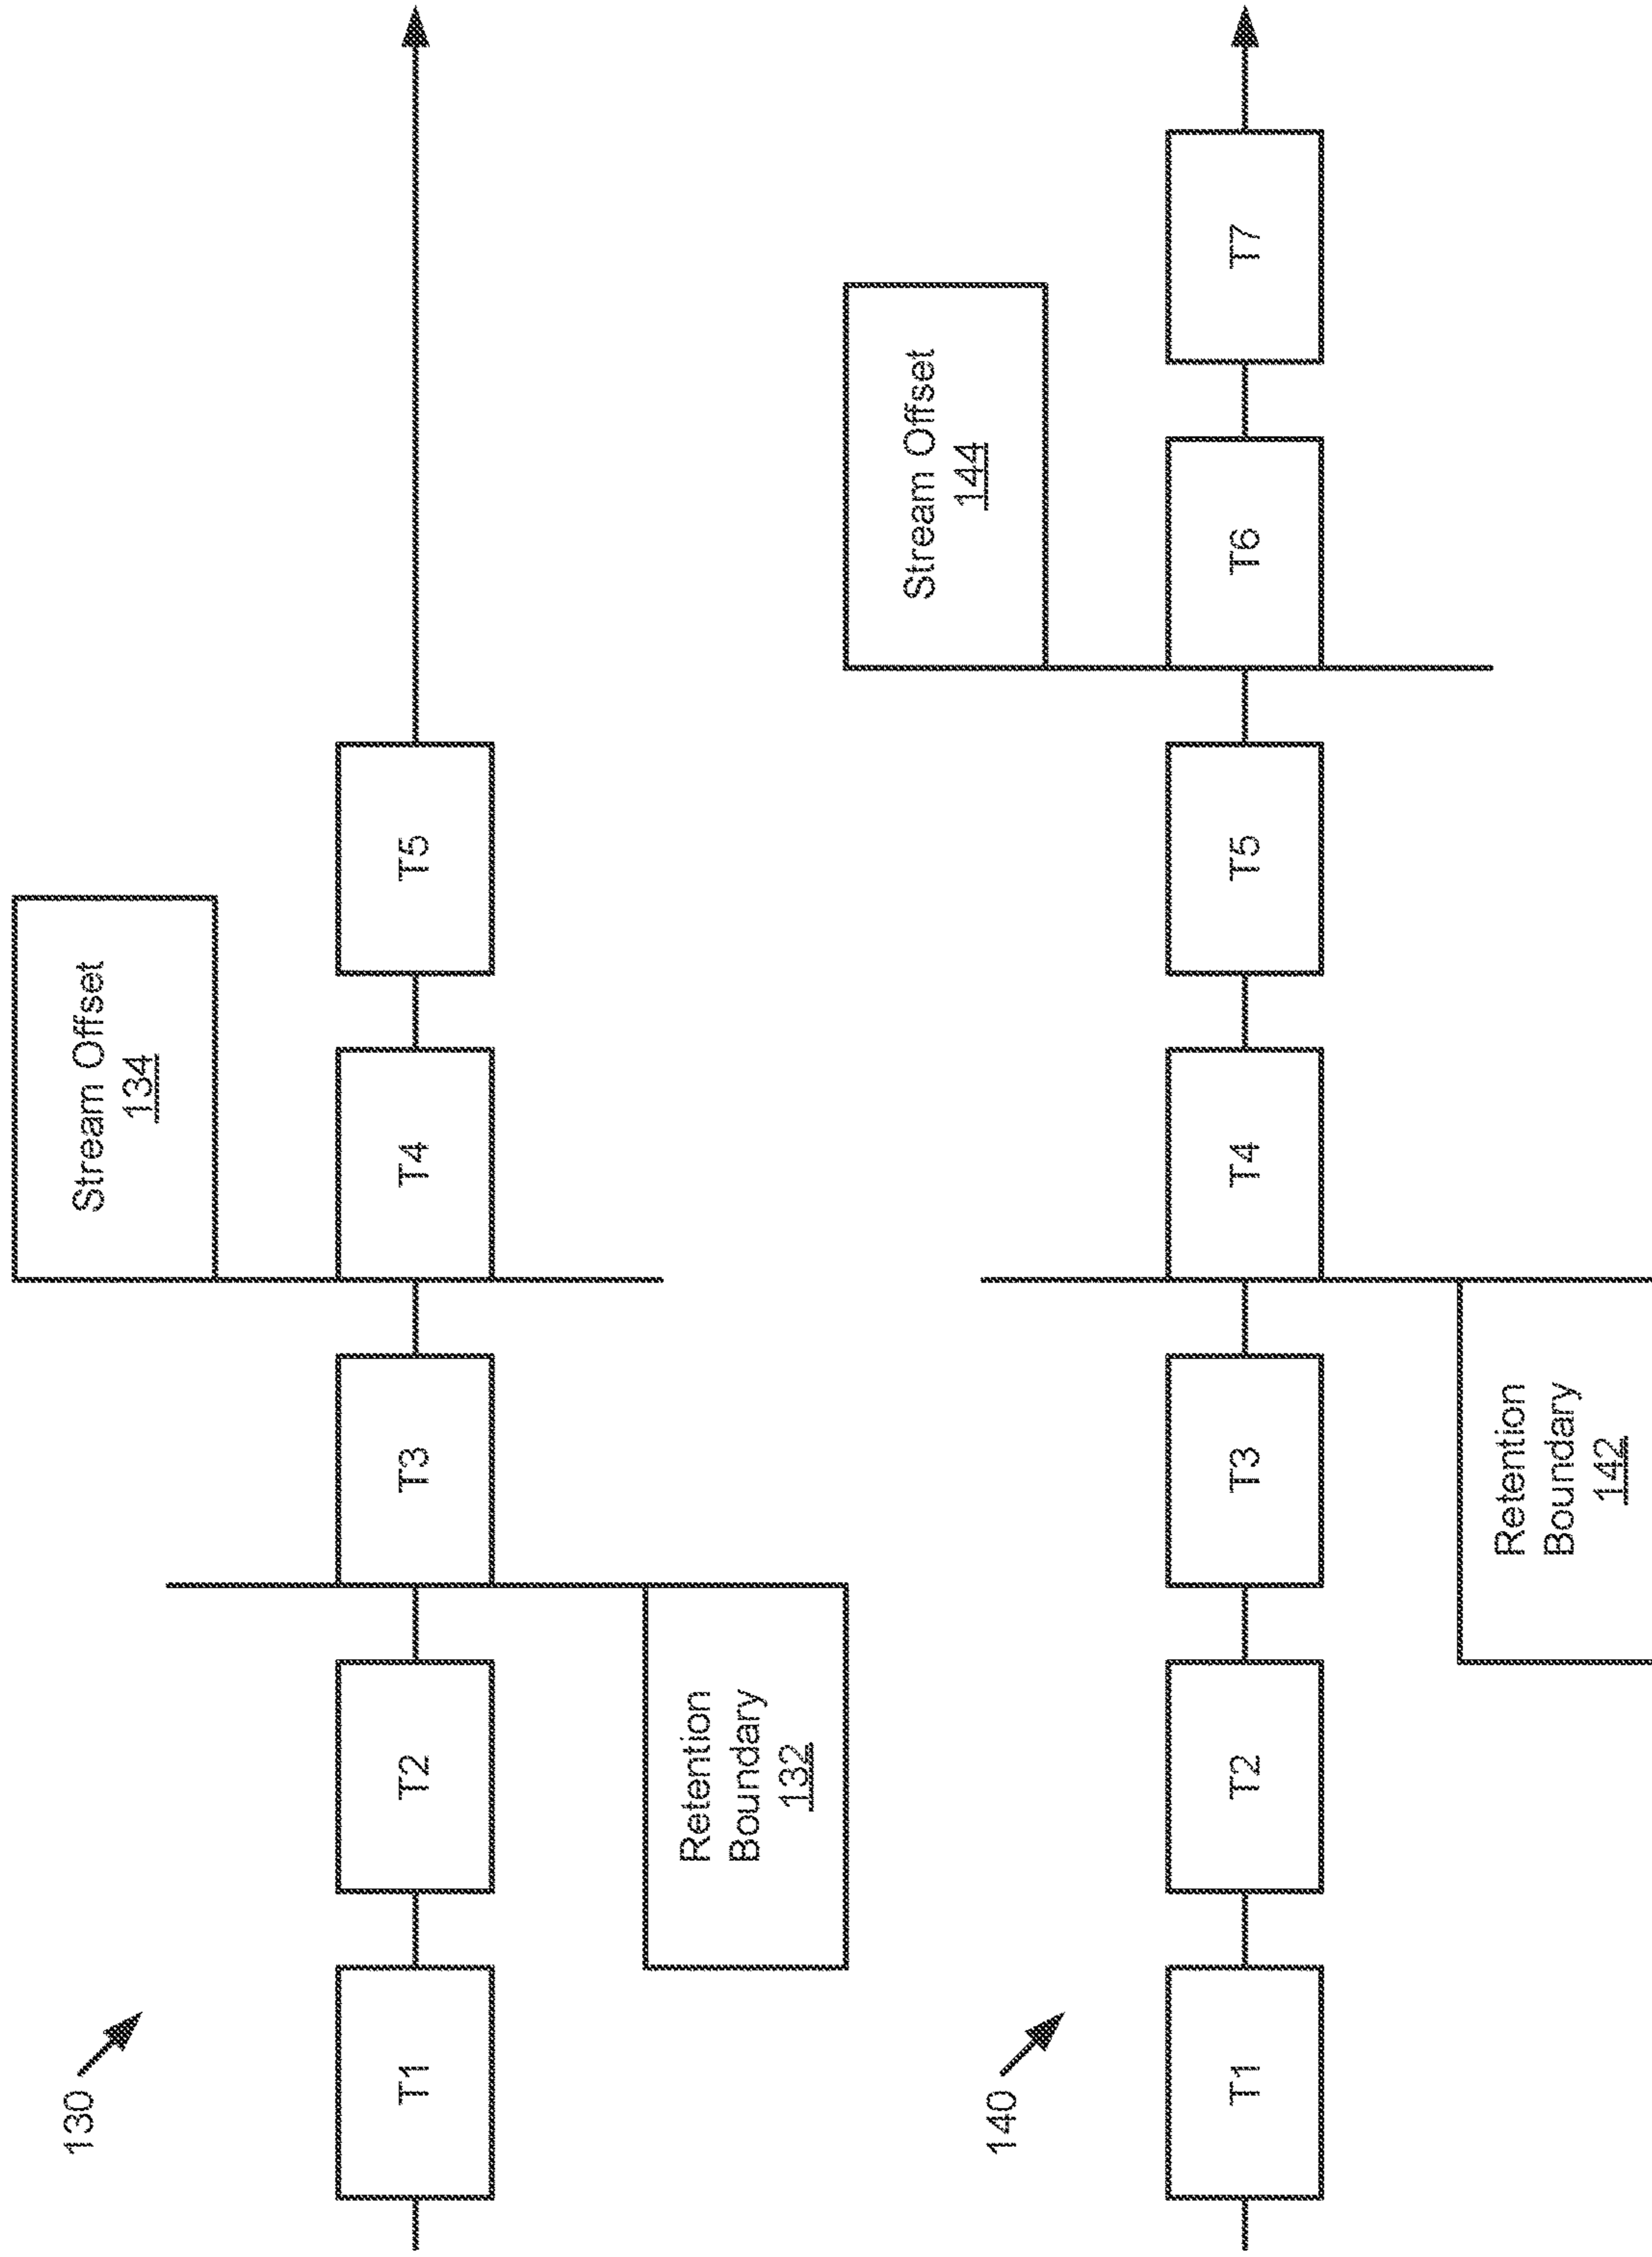 130
Stream Offset
134
T1
T2
T3
T4
T5
Retention
Boundary
132
140
Stream Offset
144
T1
T2
T3
T4
T5
T6
T7
Retention
Boundary
142